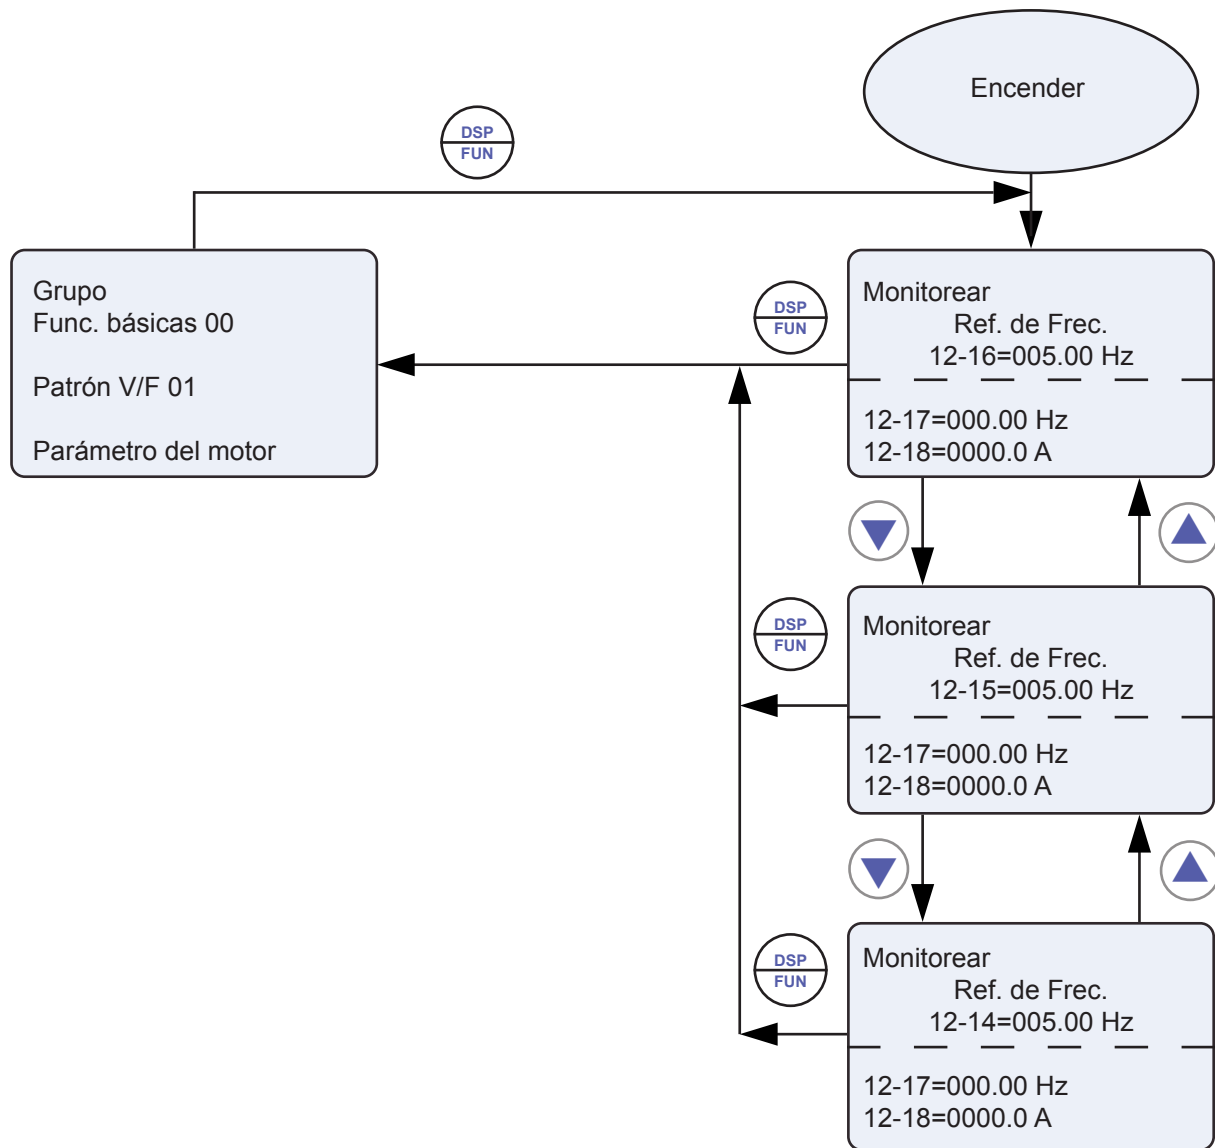 Encender
DSP
FUN
Grupo
Func. básicas 00
Patrón V/F 01
Parámetro del motor
DSP
FUN
Monitorear
Ref. de Frec.
12-16=005.00 Hz
12-17=000.00 Hz
12-18=0000.0 A
DSP
FUN
Monitorear
Ref. de Frec.
12-15=005.00 Hz
12-17=000.00 Hz
12-18=0000.0 A
DSP
FUN
Monitorear
Ref. de Frec.
12-14=005.00 Hz
12-17=000.00 Hz
12-18=0000.0 A